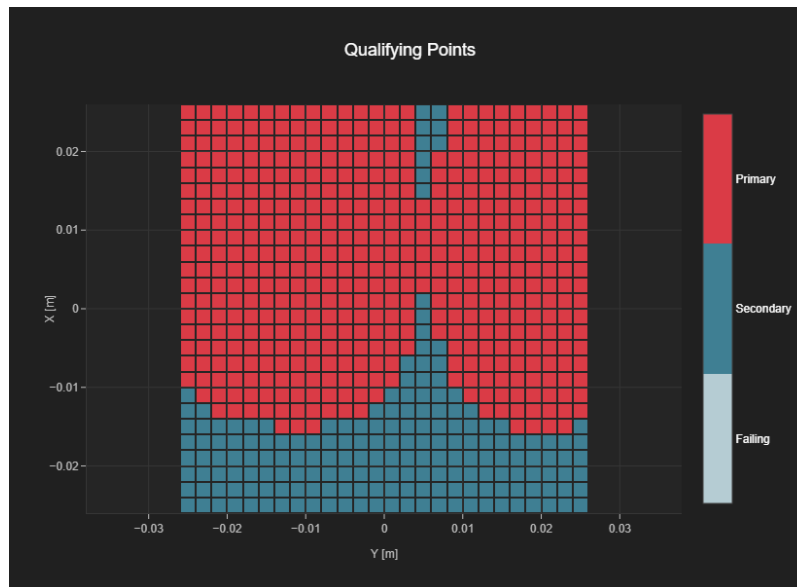 Qualifying Points
0.02
0.01
0
−0.01
−0.02
X [m]
−0.03
−0.02
−0.01
0
0.01
0.02
0.03
Y [m]
Primary
Secondary
Failing